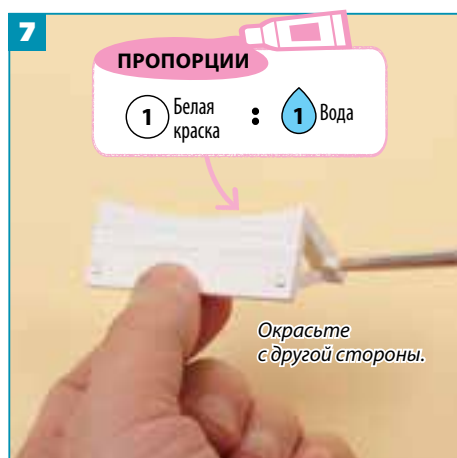 7
ПРОПОРЦИИ
1 Белая краска : 1 Вода
Окрасьте
с другой стороны.